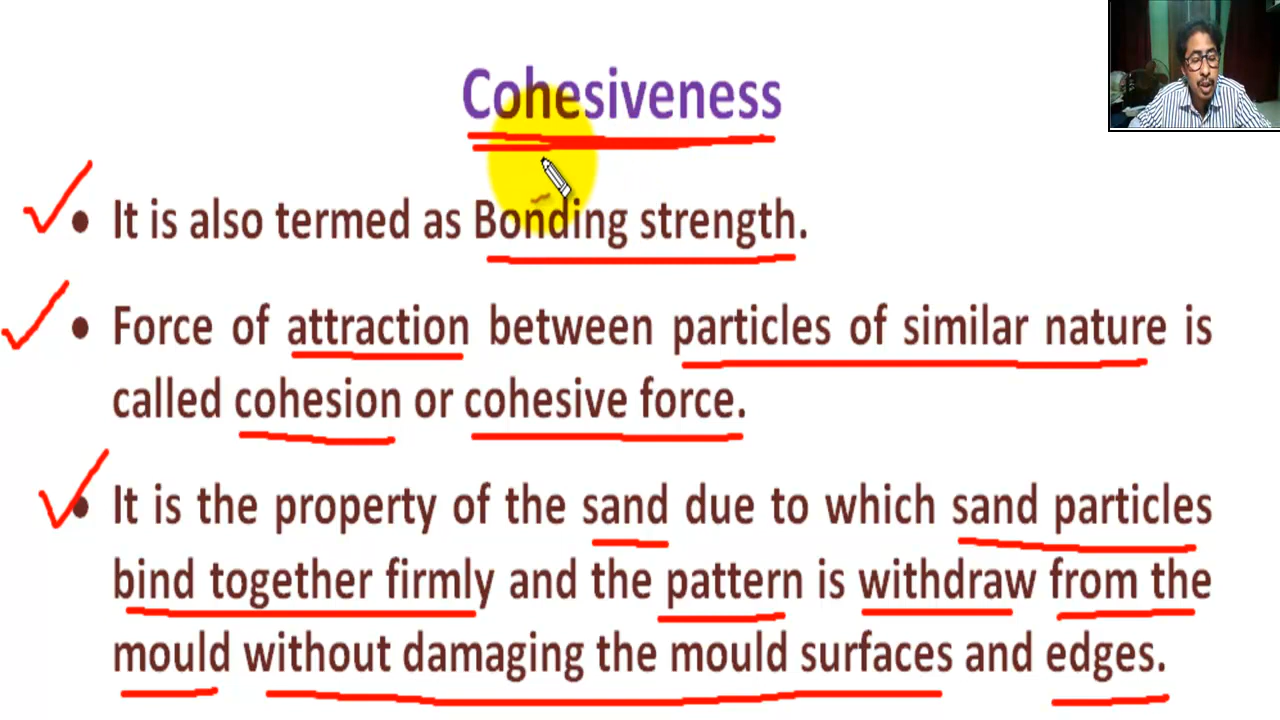 Cohesiveness
• It is also termed as Bonding strength.
• Force of attraction between particles of similar nature is
called cohesion or cohesive force.
• It is the property of the sand due to which sand particles
bind together firmly and the pattern is withdraw from the
mould without damaging the mould surfaces and edges.